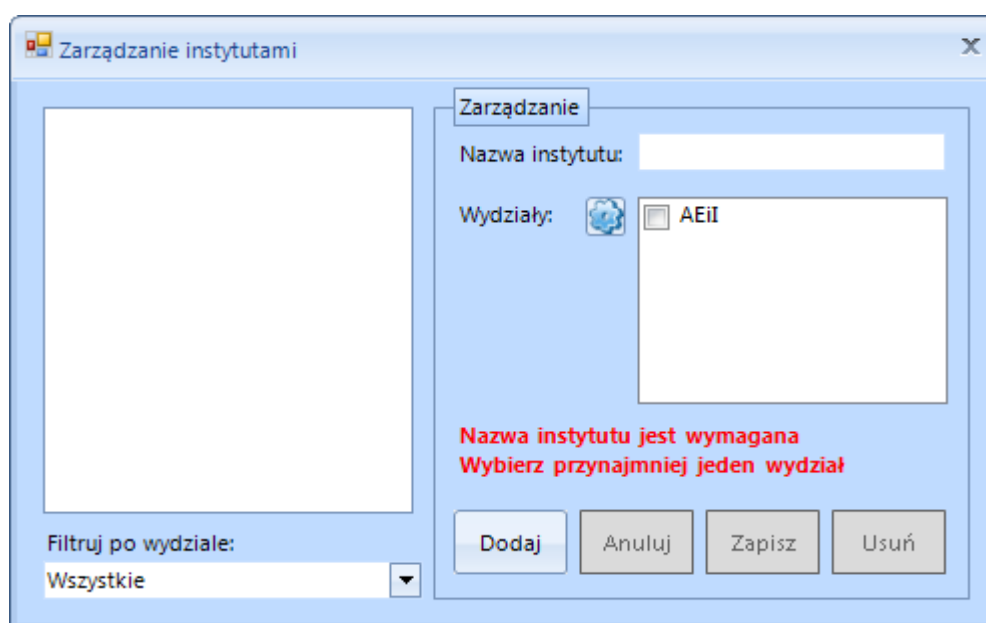 Zarządzanie instytutami
Zarządzanie
Nazwa instytutu:
Wydziały:
AEiI
Nazwa instytutu jest wymagana
Wybierz przynajmniej jeden wydział
Dodaj
Anuluj
Zapisz
Usuń
Filtruj po wydziale:
Wszystkie